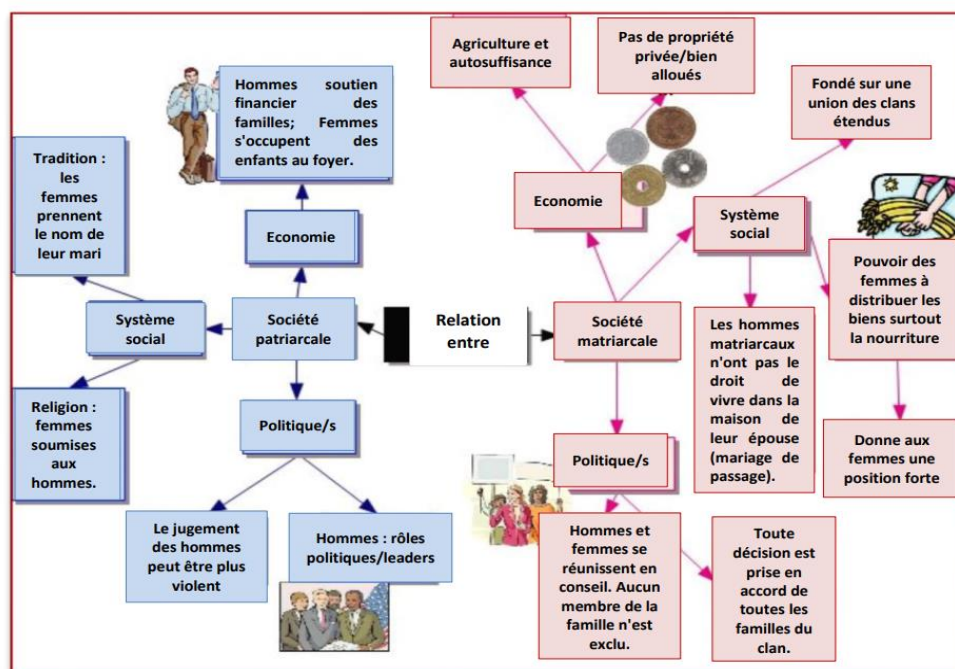 Hommes soutien
financier des
familles; Femmes
s'occupent des
enfants au foyer.
Tradition :
les
femmes
prennent
le nom de
leur mari
Economie
Système
social
Société
patriarcale
Religion :
femmes
soumises
aux
hommes.
Politique/s
Le jugement
des hommes
peut être plus
violent
Hommes : rôles
politiques/leaders
Relation
entre
Agriculture et
autosuffisance
Pas de propriété
privée/bien
alloués
Fondé sur une
union des clans
étendus
Economie
Système
social
Société
matriarcale
Pouvoir des
femmes à
distribuer les
biens surtout
la nourriture
Les hommes
matriarcaux
n'ont pas le
droit de
vivre dans la
maison de
leur épouse
(mariage de
passage).
Donne aux
femmes une
position forte
Politique/s
Hommes et
femmes se
réunissent en
conseil. Aucun
membre de la
famille n'est
exclu.
Toute
décision est
prise en
accord de
toutes les
familles du
clan.